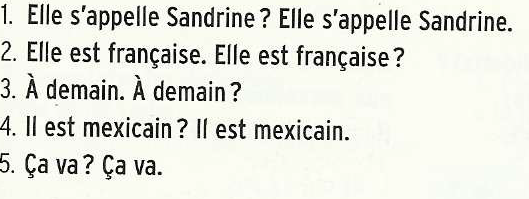 1. Elle s'appelle Sandrine ? Elle s'appelle Sandrine.
2. Elle est française. Elle est française ?
3. À demain. À demain ?
4. Il est mexicain ? Il est mexicain.
5. Ça va ? Ça va.